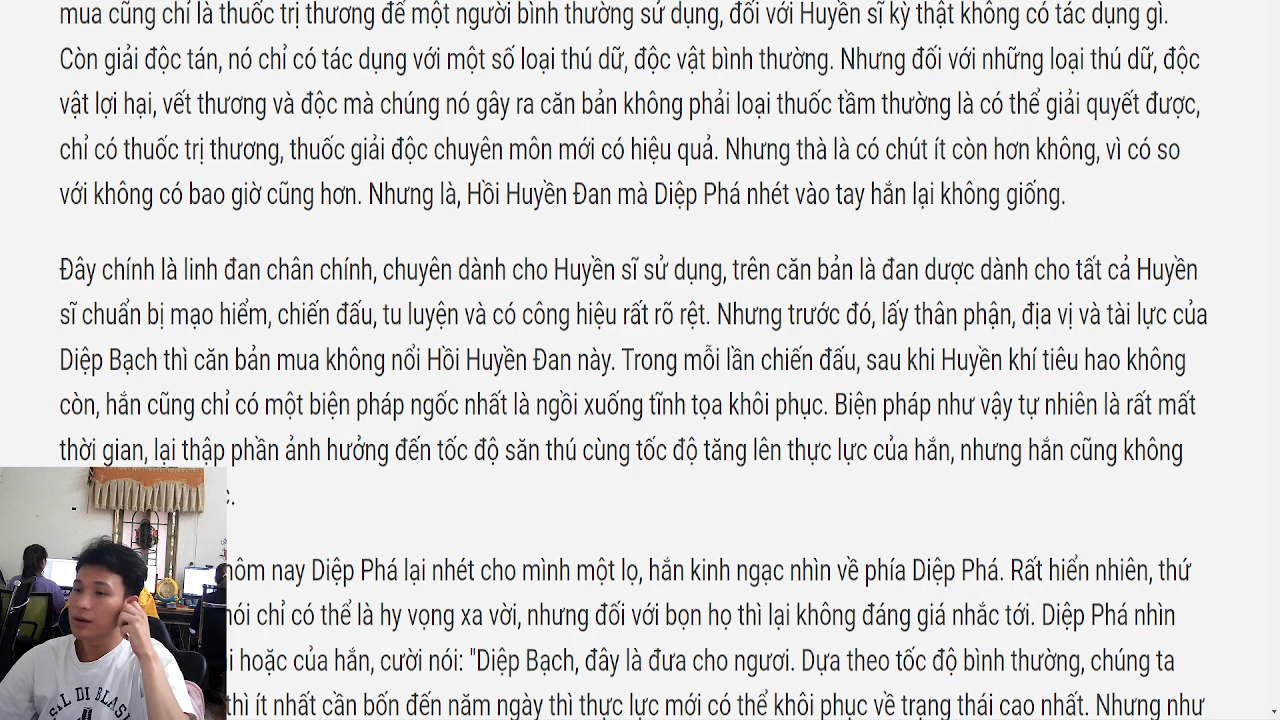 mua cũng chỉ là thuốc trị thương để một người bình thường sử dụng, đối với Huyền sĩ kỳ thật không có tác dụng gì.
Còn giải độc tán, nó chỉ có tác dụng với một số loại thú dữ, độc vật bình thường. Nhưng đối với những loại thú dữ, độc
vật lợi hại, vết thương và độc mà chúng nó gây ra căn bản không phải loại thuốc tầm thường là có thể giải quyết được,
chỉ có thuốc trị thương, thuốc giải độc chuyên môn mới có hiệu quả. Nhưng thà là có chút ít còn hơn không, vì có so
với không có bao giờ cũng hơn. Nhưng là, Hồi Huyền Đan mà Diệp Phá nhét vào tay hắn lại không giống.
Đây chính là linh đan chân chính, chuyên dành cho Huyền sĩ sử dụng, trên căn bản là đan dược dành cho tất cả Huyền
sĩ chuẩn bị mạo hiểm, chiến đấu, tu luyện và có công hiệu rất rõ rệt. Nhưng trước đó, lấy thân phận, địa vị và tài lực của
Diệp Bạch thì căn bản mua không nổi Hồi Huyền Đan này. Trong mỗi lần chiến đấu, sau khi Huyền khí tiêu hao không
còn, hắn cũng chỉ có một biện pháp ngốc nhất là ngồi xuống tĩnh tọa khôi phục. Biện pháp như vậy tự nhiên là rất mất
thời gian, lại thập phần ảnh hưởng đến tốc độ săn thú cùng tốc độ tăng lên thực lực của hắn, nhưng hắn cũng không
c.
hôm nay Diệp Phá lại nhét cho mình một lọ, hắn kinh ngạc nhìn về phía Diệp Phá. Rất hiển nhiên, thứ
nói chỉ có thể là hy vọng xa vời, nhưng đối với bọn họ thì lại không đáng giá nhắc tới. Diệp Phá nhìn
i hoặc của hắn, cười nói: "Diệp Bạch, đây là đưa cho ngươi. Dựa theo tốc độ bình thường, chúng ta
thì ít nhất cần bốn đến năm ngày thì thực lực mới có thể khôi phục về trạng thái cao nhất. Nhưng như